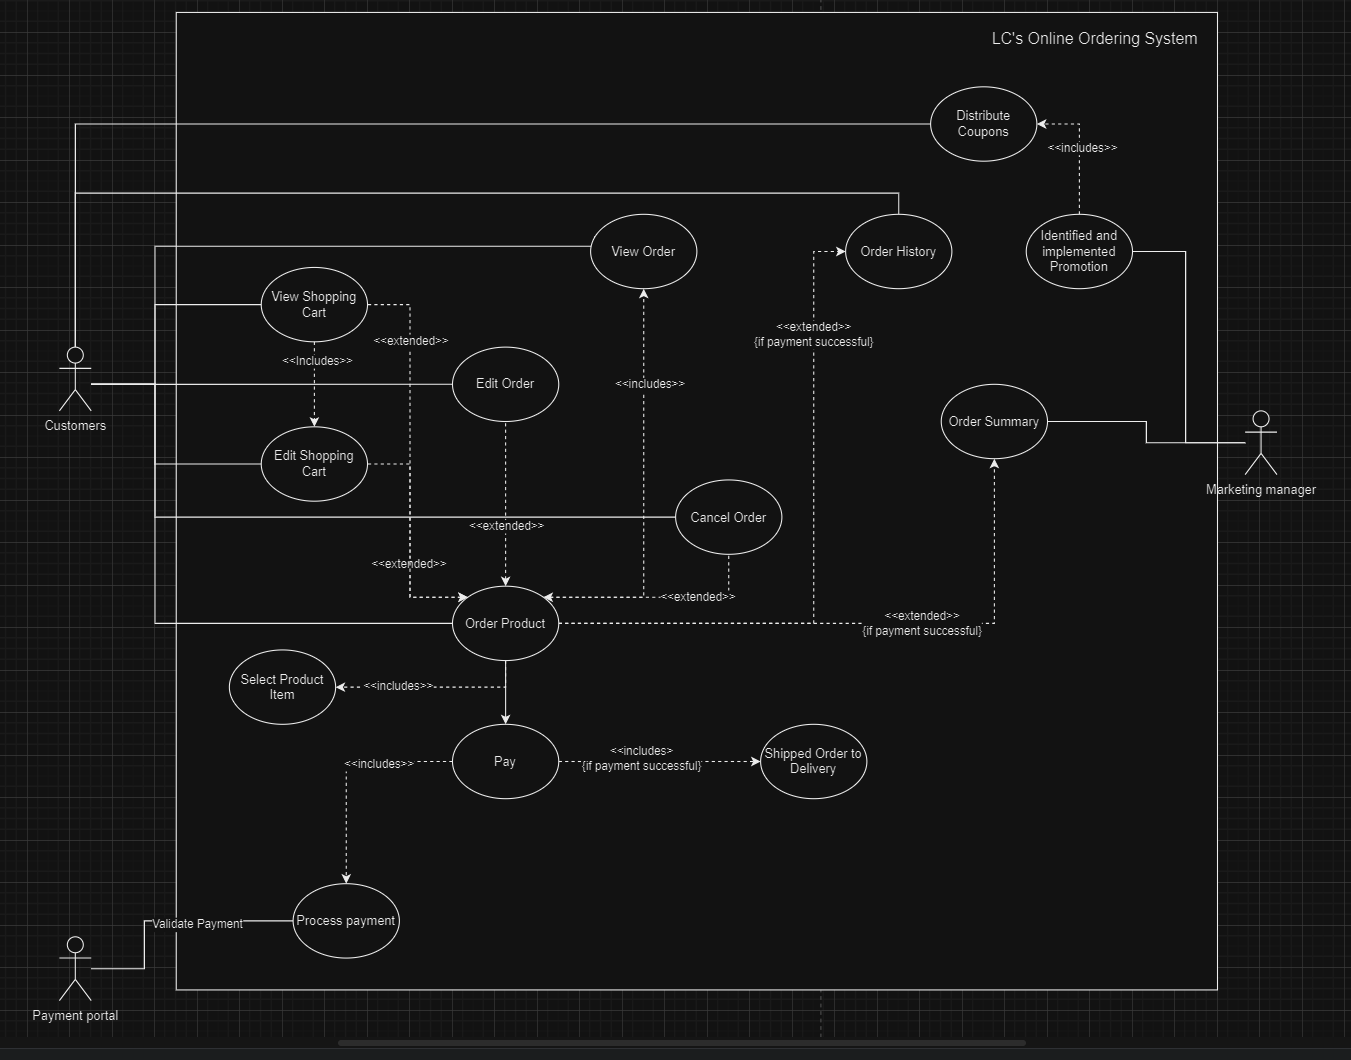 LC's Online Ordering System
Distribute
Coupons
<<includes>>
Identified and
implemented
Promotion
View Order
Order History
View Shopping
Cart
<<extended>>
{if payment successful}
<<extended>>
<<Includes>>
Edit Order
<<includes>>
Customers
Order Summary
Edit Shopping
Cart
Marketing manager
Cancel Order
<<extended>>
<<extended>>
<<extended>>
Order Product
<<extended>>
{if payment successful}
Select Product
Item
<<includes>>
Pay
<<includes>>
<<includes>
{if payment successful}
Shipped Order to
Delivery
Process payment
Validate Payment
Payment portal